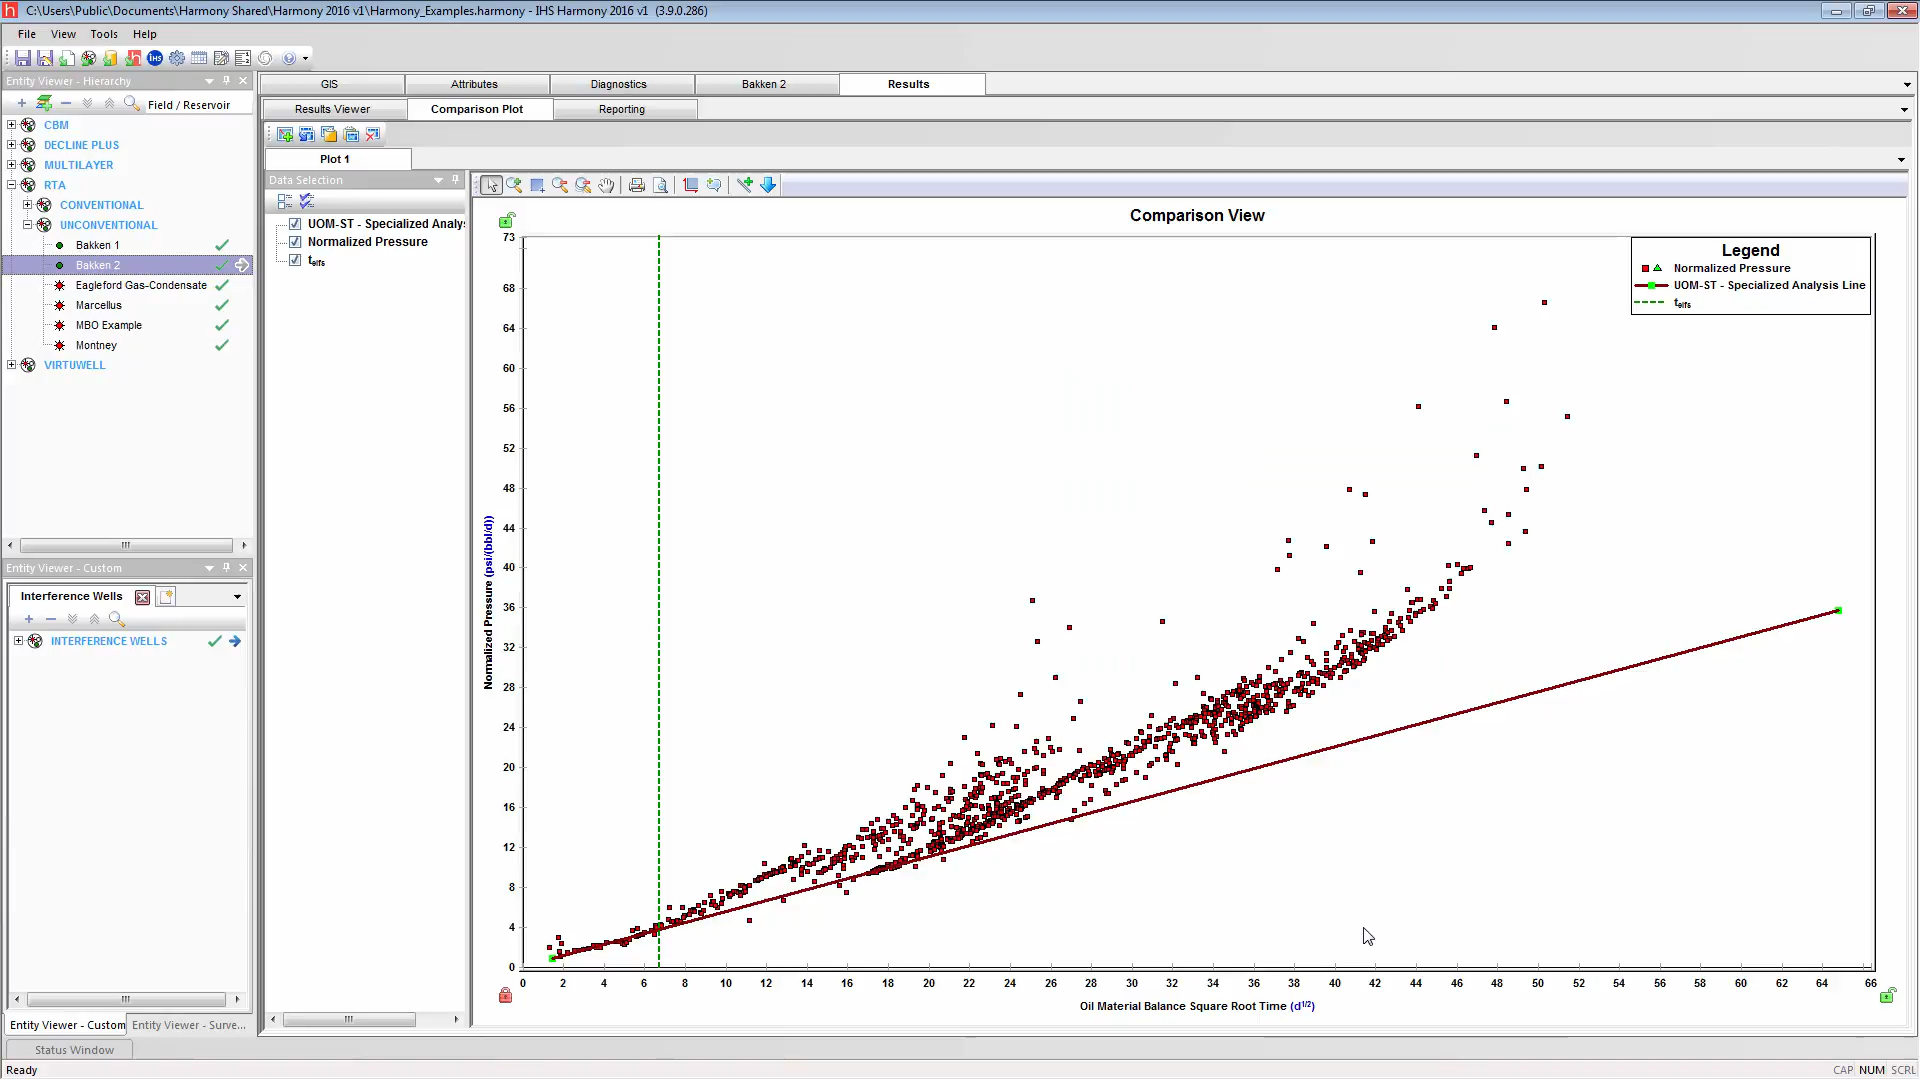 C:\Users\Public\Documents\Harmony Shared\Harmony 2016 v1\Harmony_Examples.harmony - IHS Harmony 2016 v1 (3.9.0.286)
File View Tools Help
Entity Viewer - Hierarchy
Field / Reservoir
CBM
DECLINE PLUS
MULTILAYER
RTA
CONVENTIONAL
UNCONVENTIONAL
Bakken 1
Bakken 2
Eagleford Gas-Condensate
Marcellus
MBO Example
Montney
VIRTUWELL
Entity Viewer - Custom
Interference Wells
INTERFERENCE WELLS
Entity Viewer - Custom Entity Viewer - Surve...
Status Window
Ready
GIS Attributes Diagnostics Bakken 2 Results
Results Viewer Comparison Plot Reporting
Plot 1
Data Selection
UOM-ST - Specialized Analys
Normalized Pressure
telfs
Comparison View
Legend
Normalized Pressure
UOM-ST - Specialized Analysis Line
telfs
73
68
64
60
56
52
48
44
40
36
32
28
24
20
16
12
8
4
0
Normalized Pressure (psi/(bbl/d))
0 2 4 6 8 10 12 14 16 18 20 22 24 26 28 30 32 34 36 38 40 42 44 46 48 50 52 54 56 58 60 62 64 66
Oil Material Balance Square Root Time (d1/2)
CAP NUM SCRL